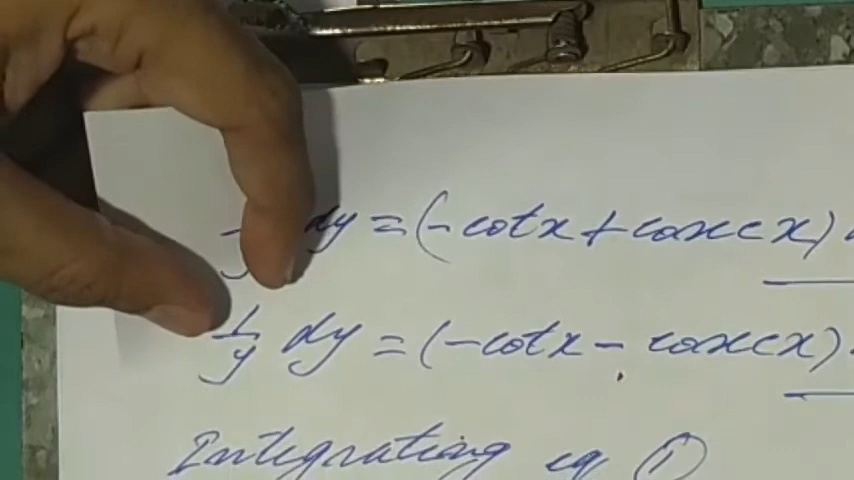 dy = (- cotx + cosecx)
1/y dy = (- cotx - cosecx)
Integrating eq ①